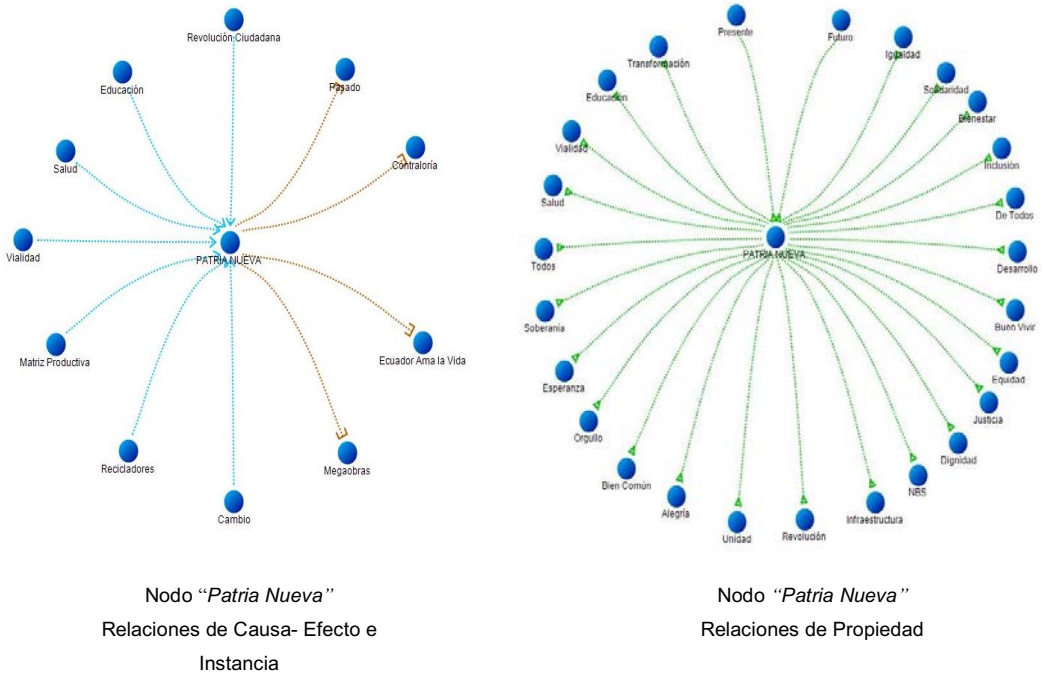 Revolución Ciudadana
Educación
Pasado
Salud
Contraloría
Vialidad
PATRIA NUEVA
Matriz Productiva
Ecuador Ama la Vida
Recicladores
Megaobras
Cambio
Nodo “Patria Nueva”
Relaciones de Causa- Efecto e
Instancia
Presente
Futuro
Igualdad
Transformación
Solidaridad
Educación
Bienestar
Vialidad
Inclusión
Salud
De Todos
Todos
PATRIA NUEVA
Desarrollo
Soberanía
Buen Vivir
Esperanza
Equidad
Orgullo
Justicia
Bien Común
Dignidad
Alegría
NBS
Unidad
Revolución
Infraestructura
Nodo “Patria Nueva”
Relaciones de Propiedad